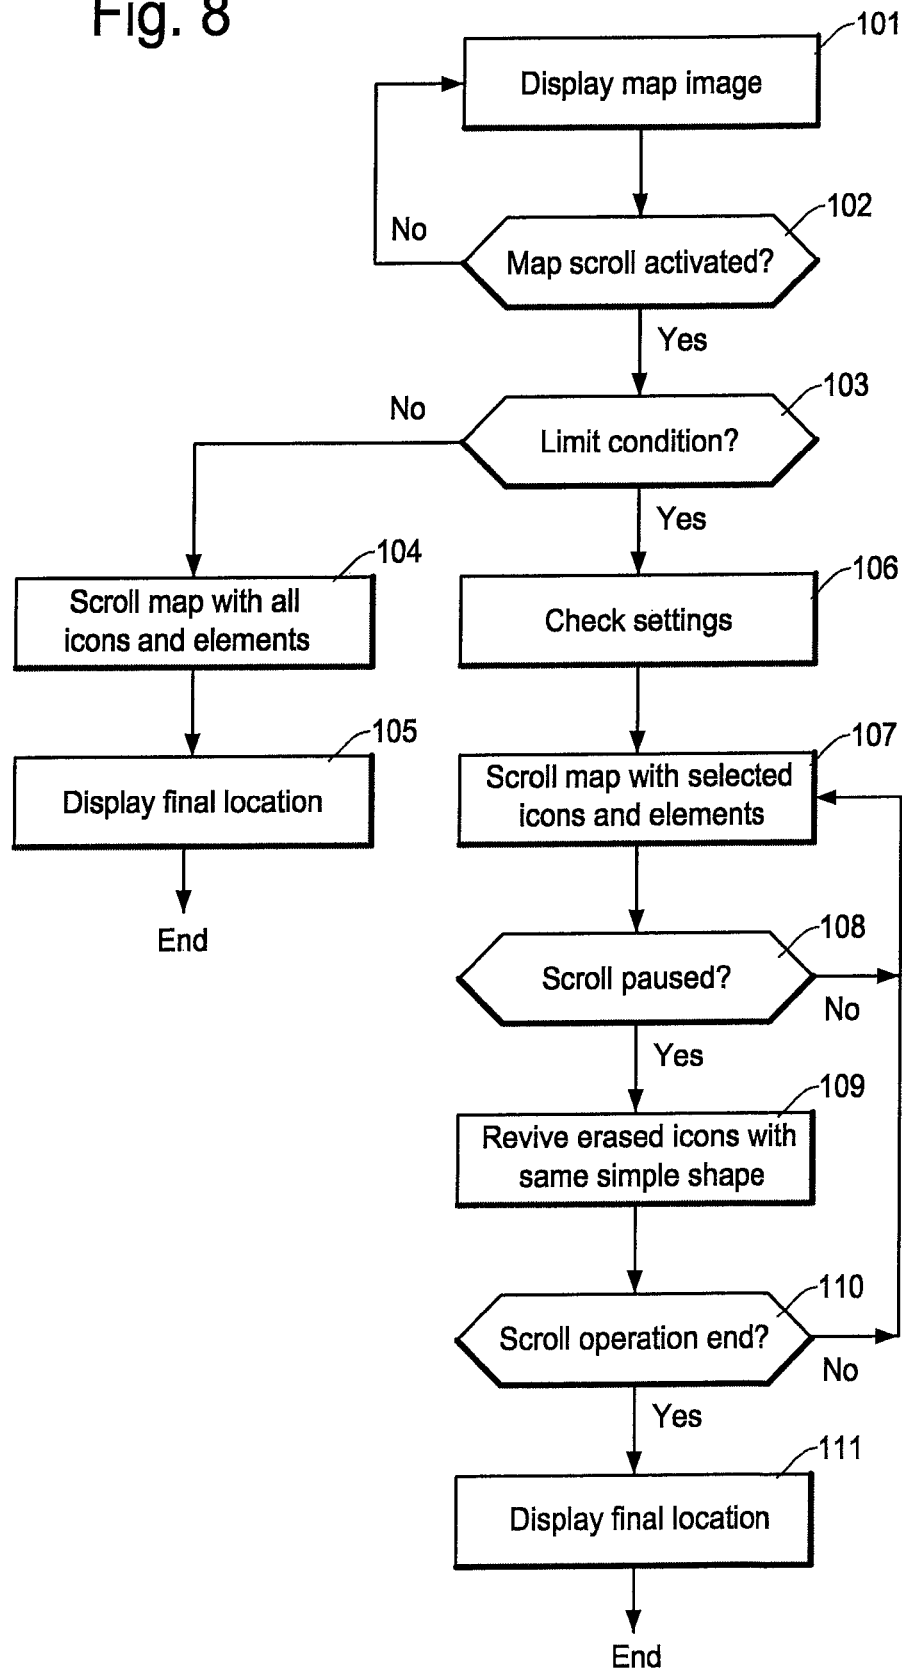 Fig. 8
101
Display map image
102
No
Map scroll activated?
Yes
103
No
Limit condition?
Yes
104
Scroll map with all
icons and elements
106
Check settings
105
Display final location
107
Scroll map with selected
icons and elements
End
108
Scroll paused?
No
Yes
109
Revive erased icons with
same simple shape
110
Scroll operation end?
No
Yes
111
Display final location
End